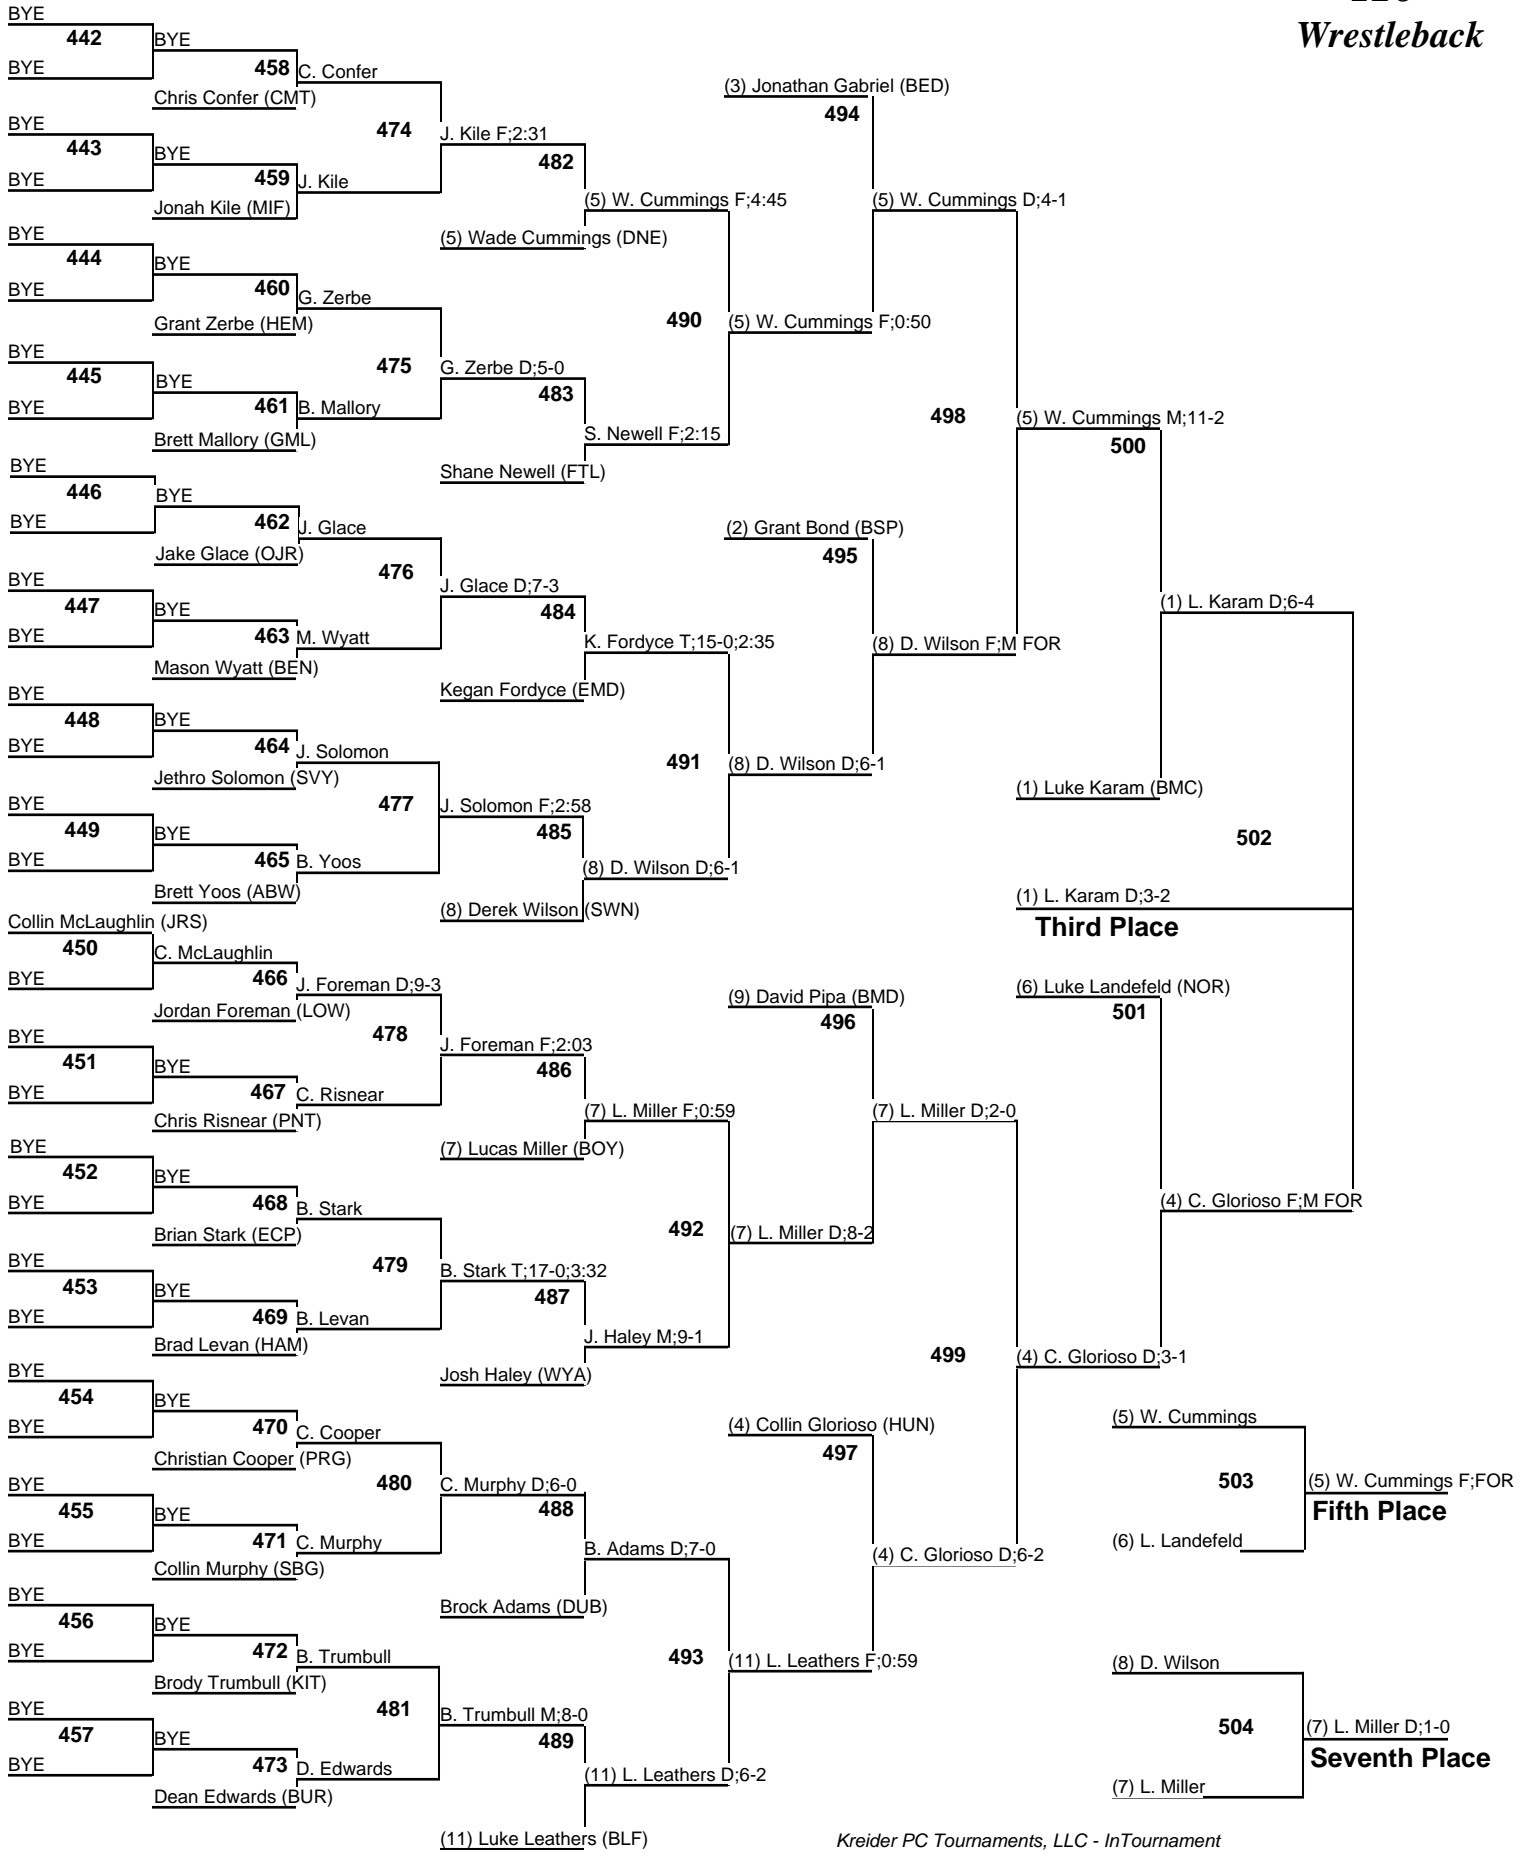 Wrestleback
BYE
442
BYE
BYE
458
C. Confer
Chris Confer (CMT)
474
BYE
443
BYE
BYE
459
J. Kile
Jonah Kile (MIF)
J. Kile F;2:31
482
(5) Wade Cummings (DNE)
(5) W. Cummings F;4:45
BYE
444
BYE
BYE
460
G. Zerbe
Grant Zerbe (HEM)
475
BYE
445
BYE
BYE
461
B. Mallory
Brett Mallory (GML)
G. Zerbe D;5-0
483
S. Newell F;2:15
Shane Newell (FTL)
490
(5) W. Cummings F;0:50
(3) Jonathan Gabriel (BED)
494
(5) W. Cummings D;4-1
BYE
446
BYE
BYE
462
J. Glace
Jake Glace (OJR)
476
BYE
447
BYE
BYE
463
M. Wyatt
Mason Wyatt (BEN)
J. Glace D;7-3
484
K. Fordyce T;15-0;2:35
Kegan Fordyce (EMD)
BYE
448
BYE
BYE
464
J. Solomon
Jethro Solomon (SVY)
477
BYE
449
BYE
BYE
465
B. Yoos
Brett Yoos (ABW)
J. Solomon F;2:58
485
(8) D. Wilson D;6-1
(8) Derek Wilson (SWN)
491
(8) D. Wilson D;6-1
(2) Grant Bond (BSP)
495
(8) D. Wilson F;M FOR
498
(5) W. Cummings M;11-2
500
(1) Luke Karam (BMC)
(1) L. Karam D;6-4
502
(1) L. Karam D;3-2
Third Place
Collin McLaughlin (JRS)
450
BYE
C. McLaughlin
466
J. Foreman D;9-3
Jordan Foreman (LOW)
478
BYE
451
BYE
BYE
467
C. Risnear
Chris Risnear (PNT)
J. Foreman F;2:03
486
(7) L. Miller F;0:59
(7) Lucas Miller (BOY)
BYE
452
BYE
BYE
468
B. Stark
Brian Stark (ECP)
479
BYE
453
BYE
BYE
469
B. Levan
Brad Levan (HAM)
B. Stark T;17-0;3:32
487
J. Haley M;9-1
Josh Haley (WYA)
492
(7) L. Miller D;8-2
(9) David Pipa (BMD)
496
(7) L. Miller D;2-0
BYE
454
BYE
BYE
470
C. Cooper
Christian Cooper (PRG)
480
BYE
455
BYE
BYE
471
C. Murphy
Collin Murphy (SBG)
C. Murphy D;6-0
488
B. Adams D;7-0
Brock Adams (DUB)
BYE
456
BYE
BYE
472
B. Trumbull
Brody Trumbull (KIT)
481
BYE
457
BYE
BYE
473
D. Edwards
Dean Edwards (BUR)
B. Trumbull M;8-0
489
(11) L. Leathers D;6-2
(11) Luke Leathers (BLF)
493
(11) L. Leathers F;0:59
(4) Collin Glorioso (HUN)
497
(4) C. Glorioso D;6-2
499
(4) C. Glorioso D;3-1
(6) Luke Landefeld (NOR)
501
(4) C. Glorioso F;M FOR
(5) W. Cummings
503
(6) L. Landefeld
(5) W. Cummings F;FOR
Fifth Place
(8) D. Wilson
504
(7) L. Miller
(7) L. Miller D;1-0
Seventh Place
Kreider PC Tournaments, LLC - InTournament